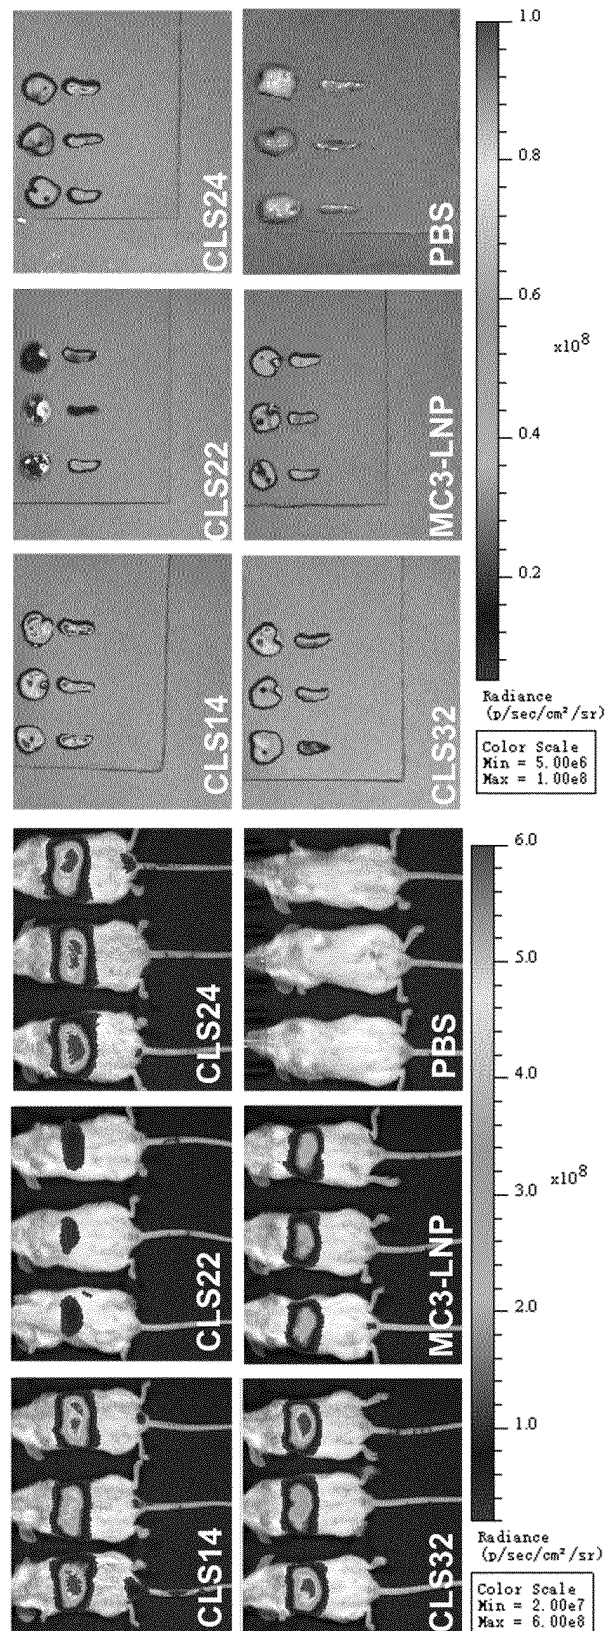 CLS24
PBS
1.0
0.8
CLS22
MC3-LNP
0.6
x10⁸
0.4
0.2
CLS14
CLS32
Radiance
(p/sec/cm²/sr)
Color Scale
Min = 5.00e6
Max = 1.00e8
CLS24
PBS
6.0
5.0
4.0
CLS22
MC3-LNP
3.0
x10⁸
2.0
1.0
CLS14
CLS32
Radiance
(p/sec/cm²/sr)
Color Scale
Min = 2.00e7
Max = 6.00e8